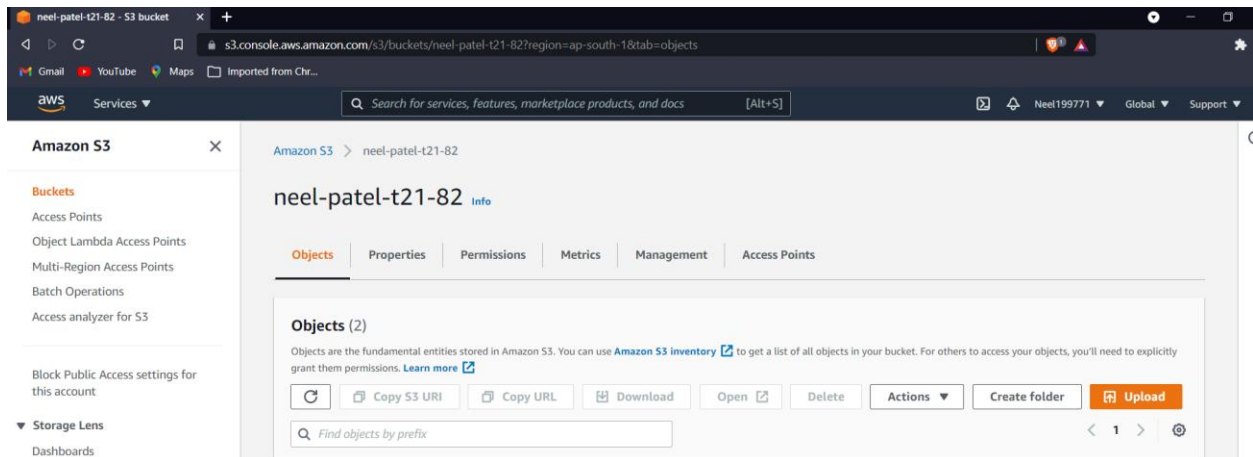 neel-patel-t21-82 - S3 bucket
s3.console.aws.amazon.com/s3/buckets/neel-patel-t21-82?region=ap-south-1&tab=objects
Gmail YouTube Maps Imported from Chr...
aws Services Search for services, features, marketplace products, and docs [Alt+S] Neel199771 Global Support
Amazon S3
Buckets
Access Points
Object Lambda Access Points
Multi-Region Access Points
Batch Operations
Access analyzer for S3
Block Public Access settings for
this account
Storage Lens
Dashboards
Amazon S3 > neel-patel-t21-82
neel-patel-t21-82 Info
Objects Properties Permissions Metrics Management Access Points
Objects (2)
Objects are the fundamental entities stored in Amazon S3. You can use Amazon S3 inventory to get a list of all objects in your bucket. For others to access your objects, you'll need to explicitly
grant them permissions. Learn more
Copy S3 URI Copy URL Download Open Delete Actions Create folder Upload
Find objects by prefix < 1 >